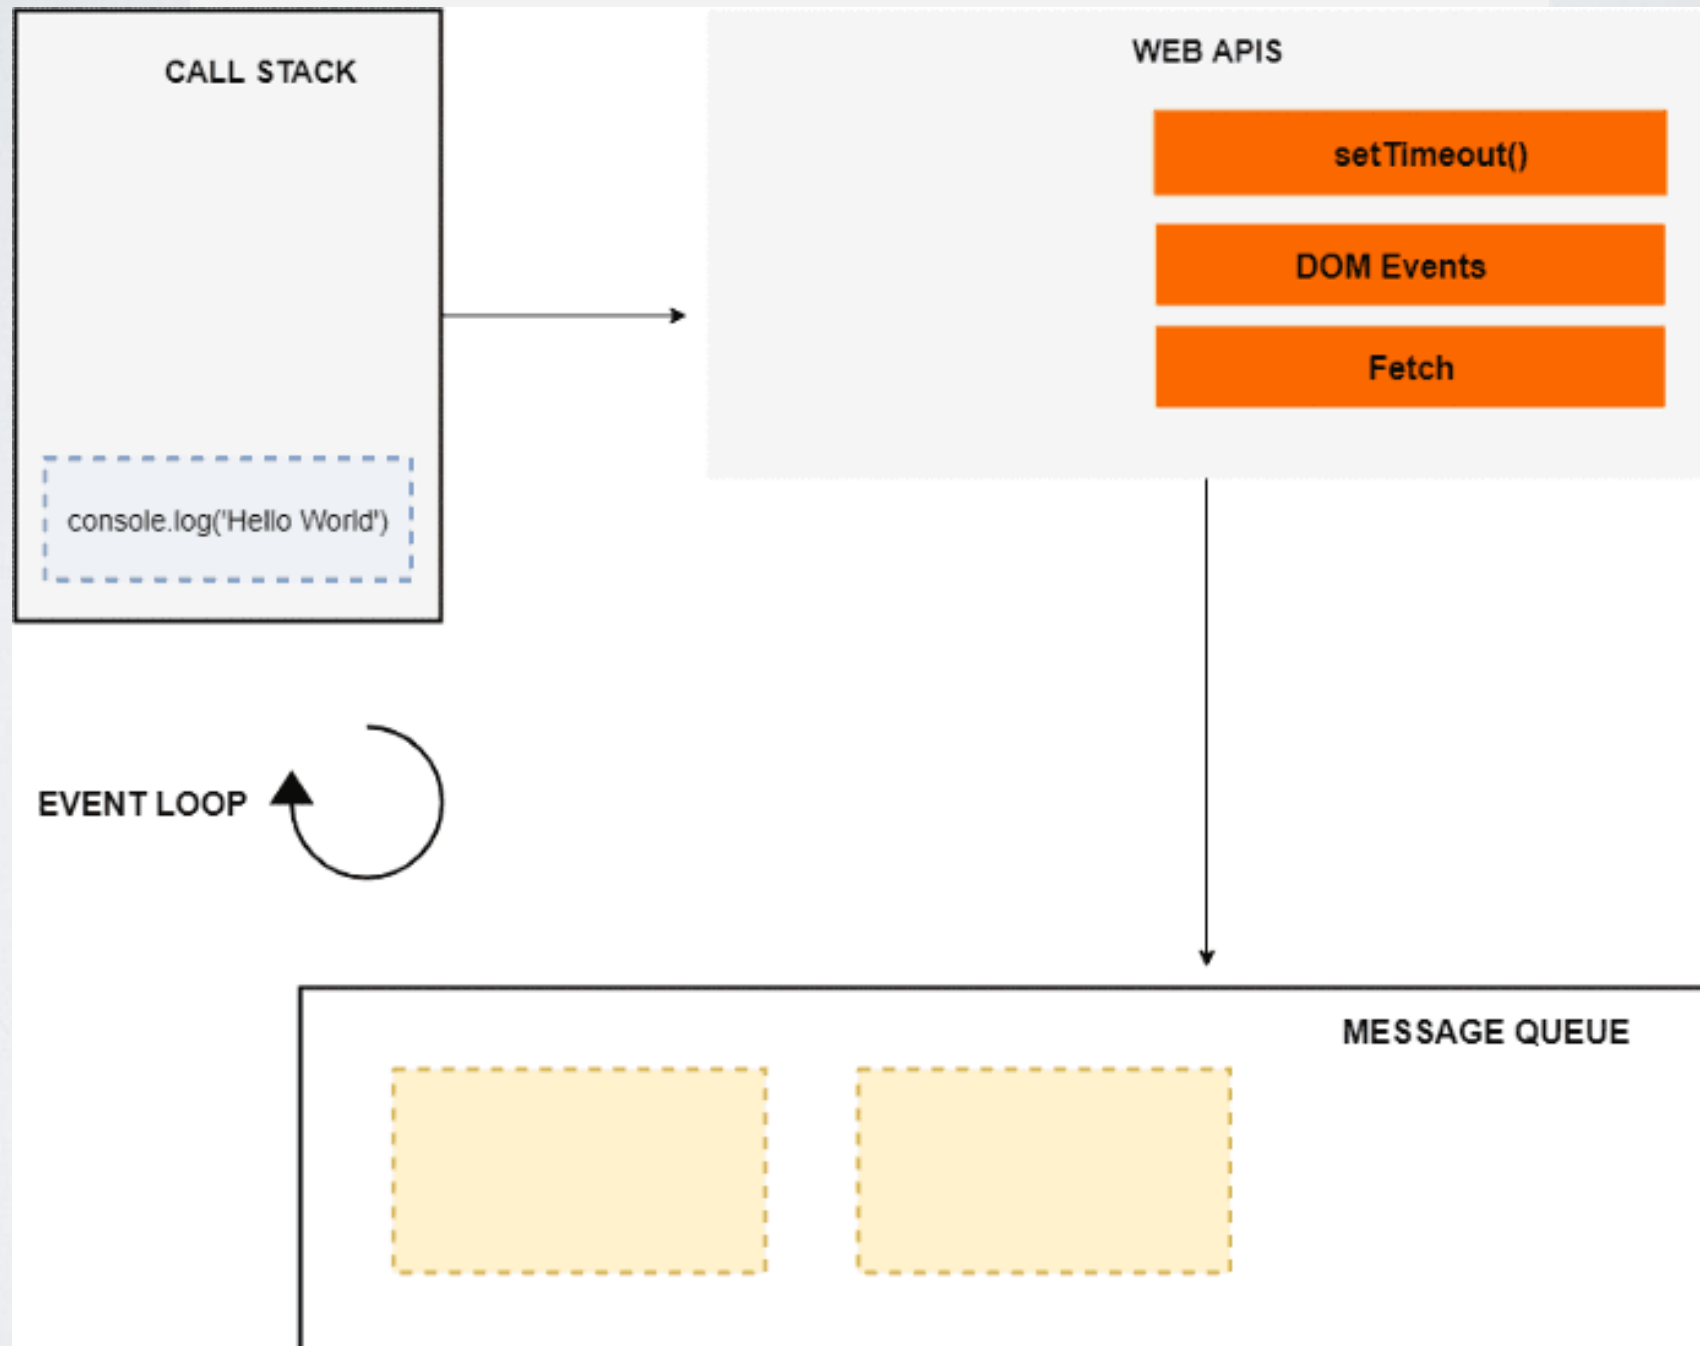 CALL STACK
WEB APIS
setTimeout()
DOM Events
Fetch
console.log('Hello World')
EVENT LOOP
MESSAGE QUEUE